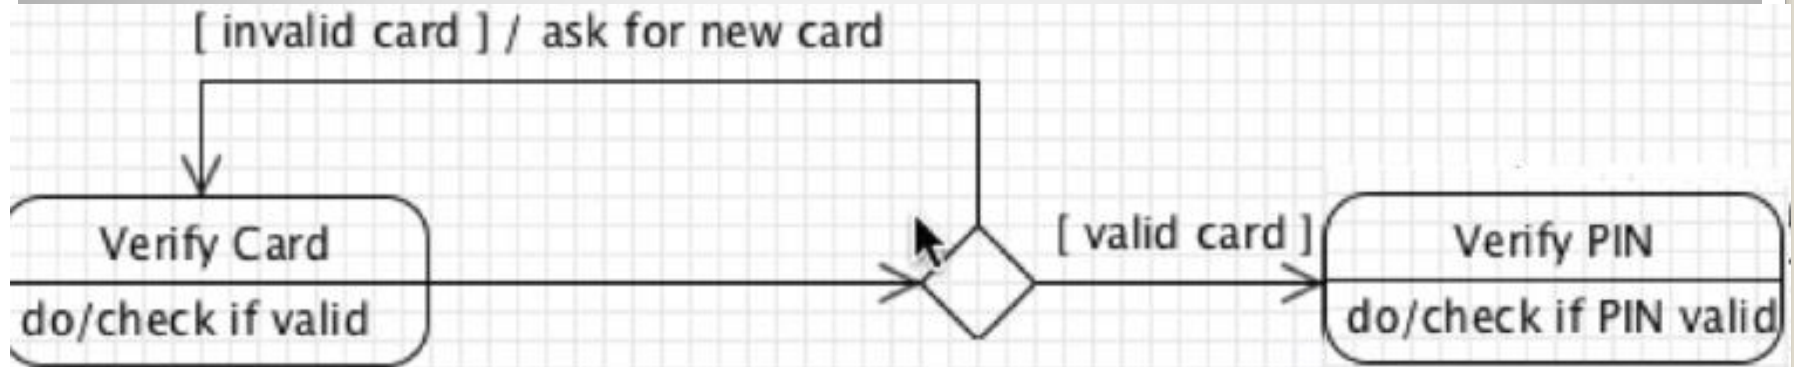 [ invalid card ] / ask for new card
[ valid card ]
Verify Card
Verify PIN
do/check if valid
do/check if PIN valid